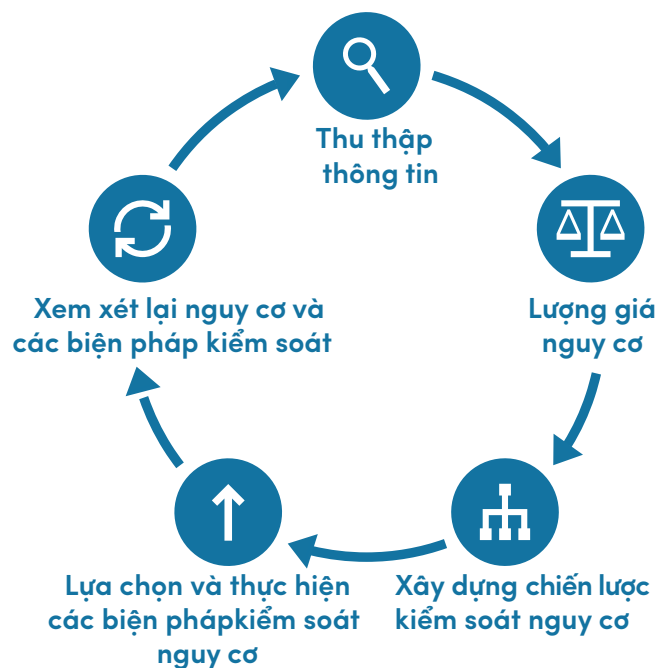 Thu thập
thông tin
Lượng giá
nguy cơ
Xây dựng chiến lược
kiểm soát nguy cơ
Lựa chọn và thực hiện
các biện phápkiểm soát
nguy cơ
Xem xét lại nguy cơ và
các biện pháp kiểm soát